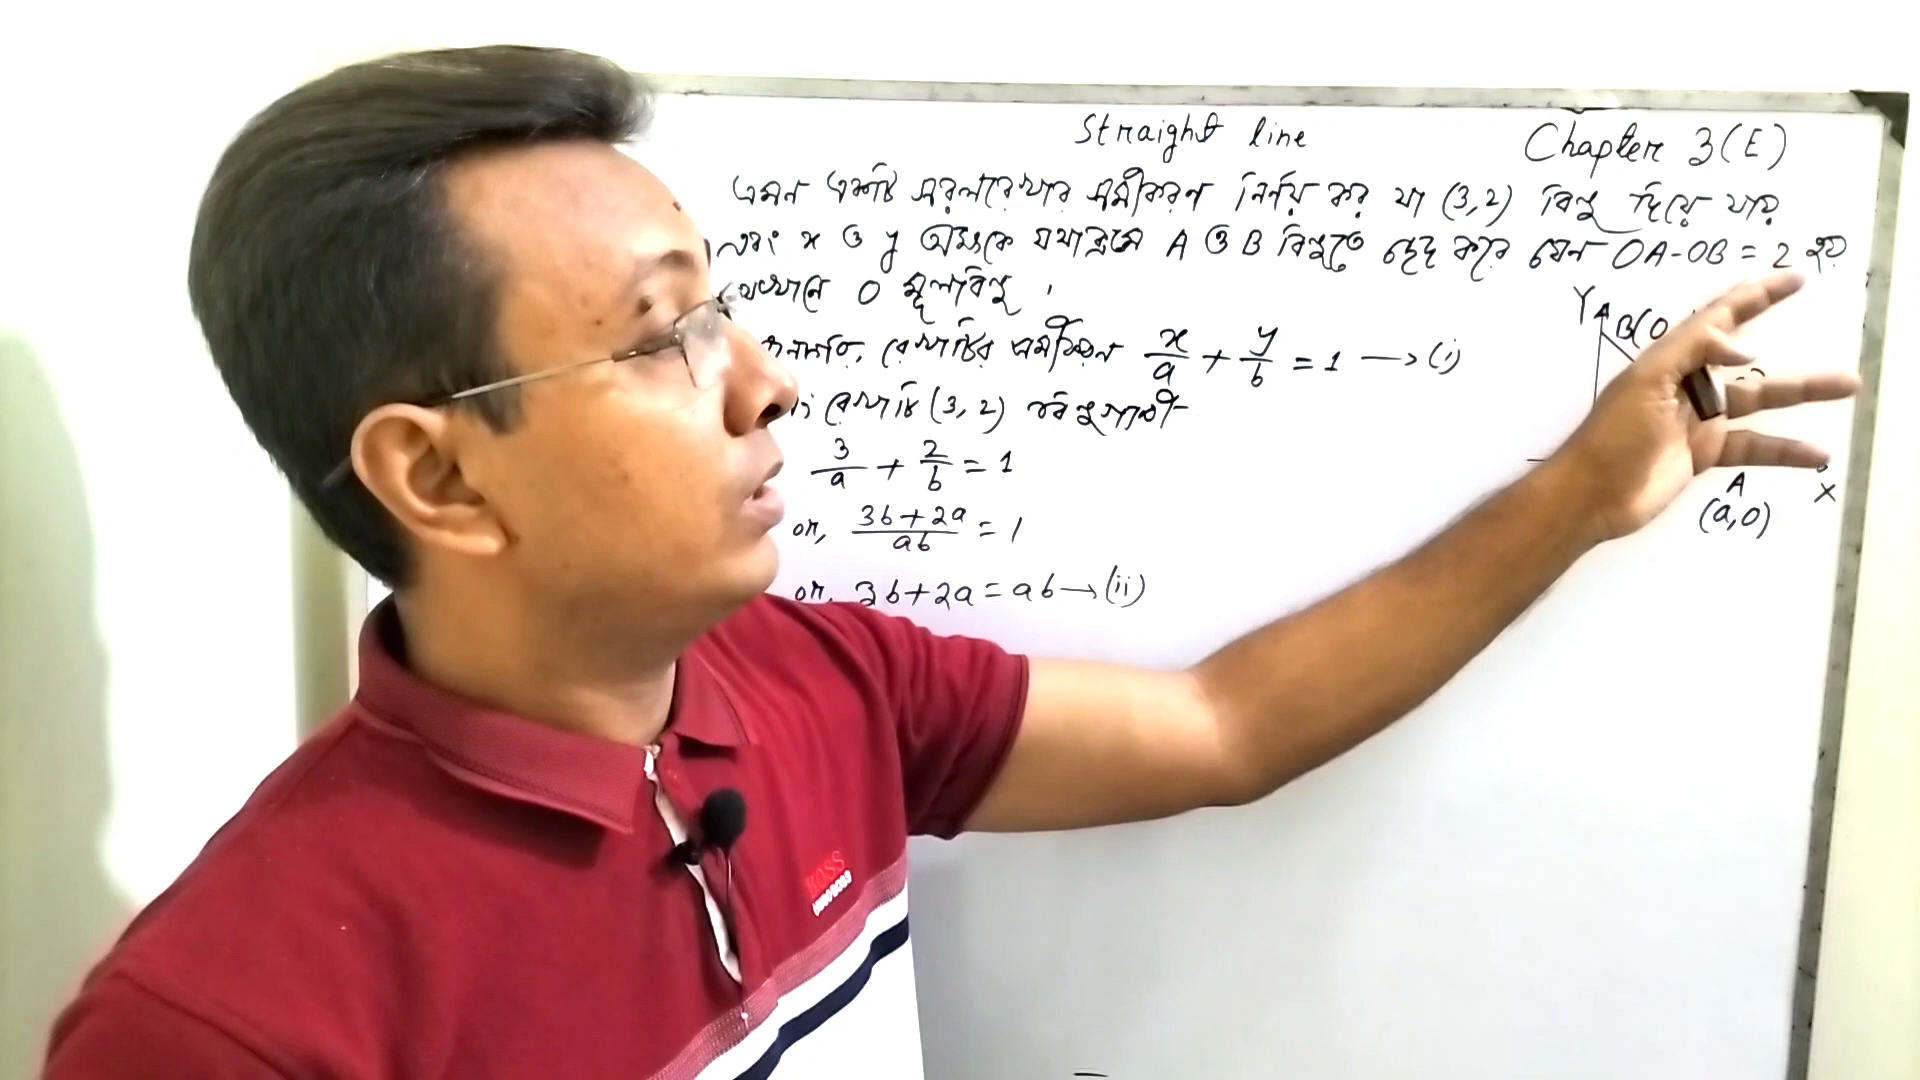 Straight line
Chapter 3(E)
এমন একটি সরলরেখার সমীকরণ নির্ণয় কর যা (3,2) বিন্দু দিয়ে যায়
এবং x ও y অক্ষকে যথাক্রমে A ও B বিন্দুতে ছেদ করে যেন OA-OB = 2 হয়
যেখানে O মূলবিন্দু ।
রেখাটির সমীকরণ x/a + y/b = 1 → (i)
রেখাটি (3, 2) বিন্দুগামী
3/a + 2/b = 1
or, (3b+2a)/ab = 1
or, 3b+2a = ab → (ii)
Y
B(0,
A
X
(a,0)
BOSS